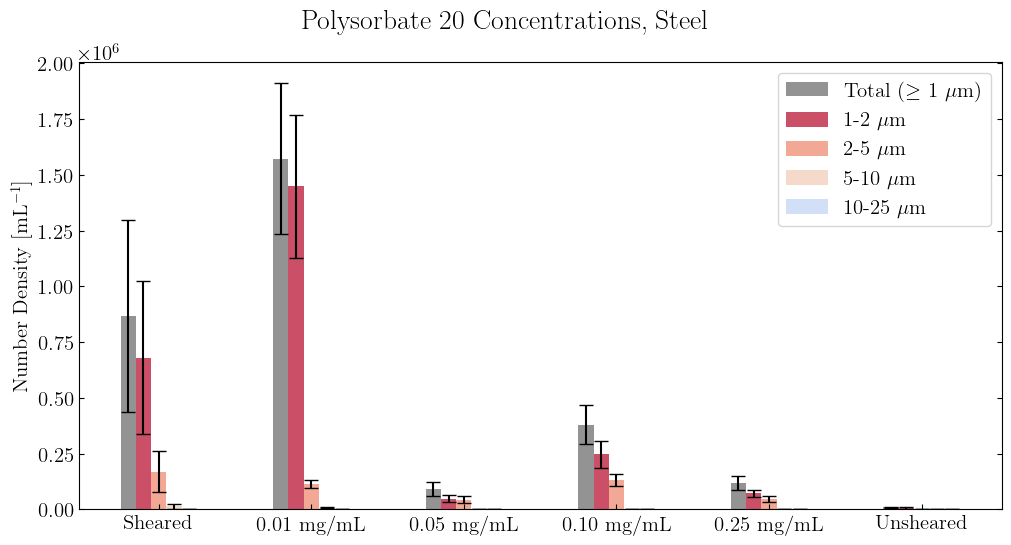 Polysorbate 20 Concentrations, Steel
×10⁶
2.00
1.75
1.50
1.25
1.00
0.75
0.50
0.25
0.00
Number Density [mL⁻¹]
Total (≥ 1 μm)
1-2 μm
2-5 μm
5-10 μm
10-25 μm
Sheared 0.01 mg/mL 0.05 mg/mL 0.10 mg/mL 0.25 mg/mL Unsheared